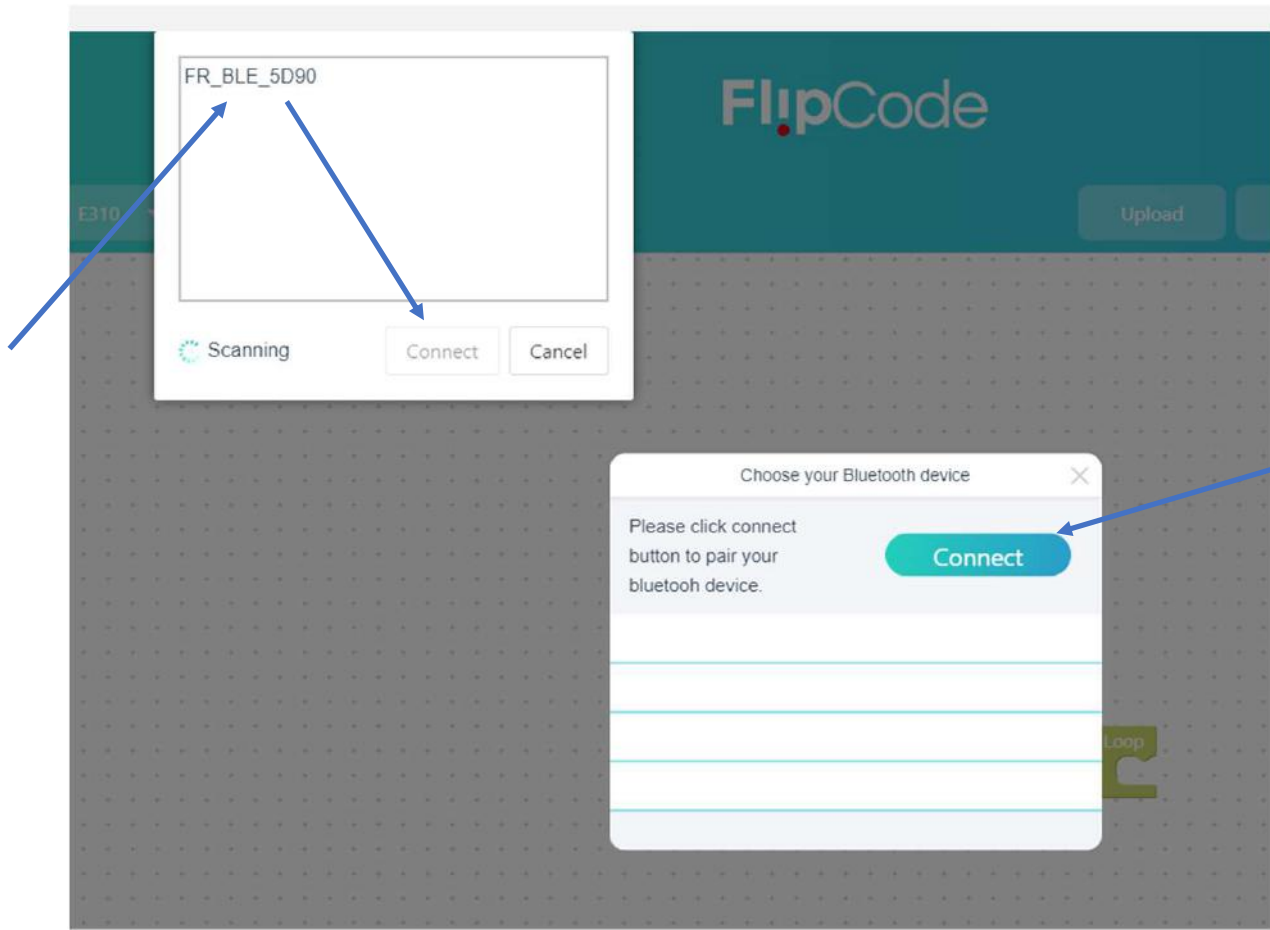 FR_BLE_5D90
FlipCode
E310
Upload
Scanning
Connect
Cancel
Choose your Bluetooth device
Please click connect
button to pair your
bluetooh device.
Connect
Loop